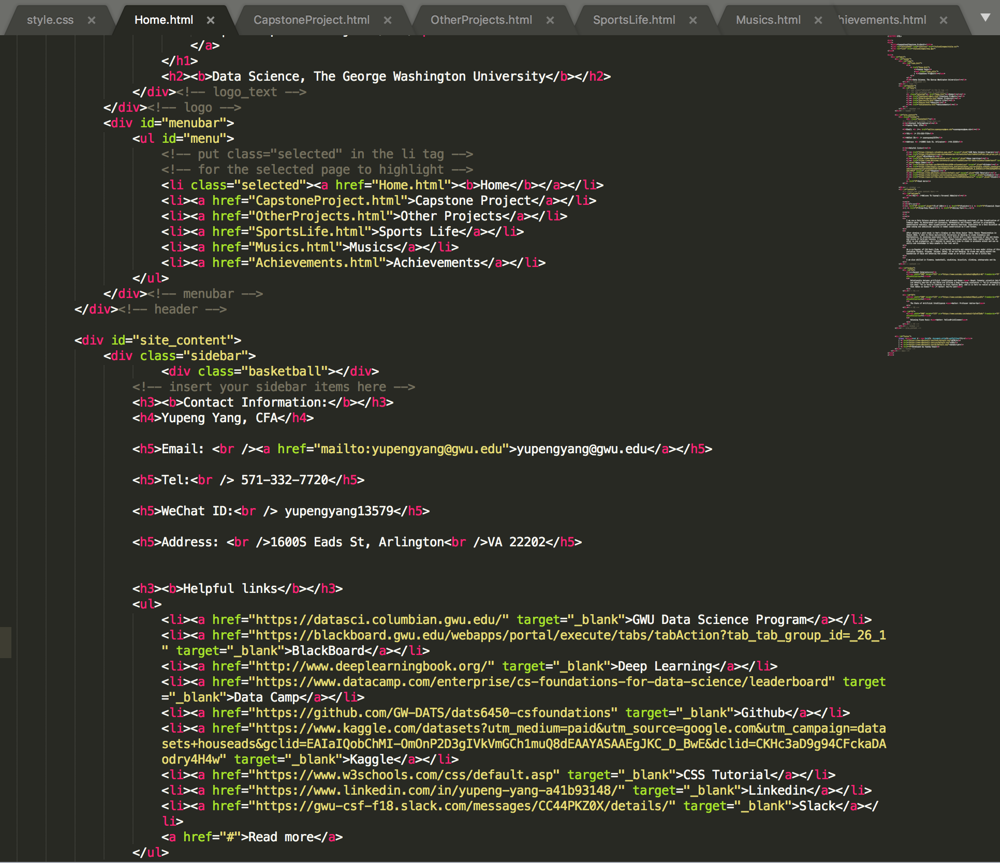 style.css × Home.html × CapstoneProject.html × OtherProjects.html × SportsLife.html × Musics.html × hievements.html ×
</a>
</h1>
<h2><b>Data Science, The George Washington University</b></h2>
</div><!-- logo_text -->
</div><!-- logo -->
<div id="menubar">
<ul id="menu">
<!-- put class="selected" in the li tag -->
<!-- for the selected page to highlight -->
<li class="selected"><a href="Home.html"><b>Home</b></a></li>
<li><a href="CapstoneProject.html">Capstone Project</a></li>
<li><a href="OtherProjects.html">Other Projects</a></li>
<li><a href="SportsLife.html">Sports Life</a></li>
<li><a href="Musics.html">Musics</a></li>
<li><a href="Achievements.html">Achievements</a></li>
</ul>
</div><!-- menubar -->
</div><!-- header -->
<div id="site_content">
<div class="sidebar">
<div class="basketball"></div>
<!-- insert your sidebar items here -->
<h3><b>Contact Information:</b></h3>
<h4>Yupeng Yang, CFA</h4>
<h5>Email: <br /><a href="mailto:yupengyang@gwu.edu">yupengyang@gwu.edu</a></h5>
<h5>Tel:<br /> 571-332-7720</h5>
<h5>WeChat ID:<br /> yupengyang13579</h5>
<h5>Address: <br />1600S Eads St, Arlington<br />VA 22202</h5>
<h3><b>Helpful links</b></h3>
<ul>
<li><a href="https://datasci.columbian.gwu.edu/" target="_blank">GWU Data Science Program</a></li>
<li><a href="https://blackboard.gwu.edu/webapps/portal/execute/tabs/tabAction?tab_tab_group_id=_26_1
" target="_blank">BlackBoard</a></li>
<li><a href="http://www.deeplearningbook.org/" target="_blank">Deep Learning</a></li>
<li><a href="https://www.datacamp.com/enterprise/cs-foundations-for-data-science/leaderboard" target
="_blank">Data Camp</a></li>
<li><a href="https://github.com/GW-DATS/dats6450-csfoundations" target="_blank">Github</a></li>
<li><a href="https://www.kaggle.com/datasets?utm_medium=paid&utm_source=google.com&utm_campaign=data
sets+houseads&gclid=EAIaIQobChMI-OmOnP2D3gIVkVmGCh1muQ8dEAAYASAAEgJKC_D_BwE&dclid=CKHc3aD9g94CFckaDA
odry4H4w" target="_blank">Kaggle</a></li>
<li><a href="https://www.w3schools.com/css/default.asp" target="_blank">CSS Tutorial</a></li>
<li><a href="https://www.linkedin.com/in/yupeng-yang-a41b93148/" target="_blank">Linkedin</a></li>
<li><a href="https://gwu-csf-f18.slack.com/messages/CC44PKZ0X/details/" target="_blank">Slack</a></
li>
<a href="#">Read more</a>
</ul>